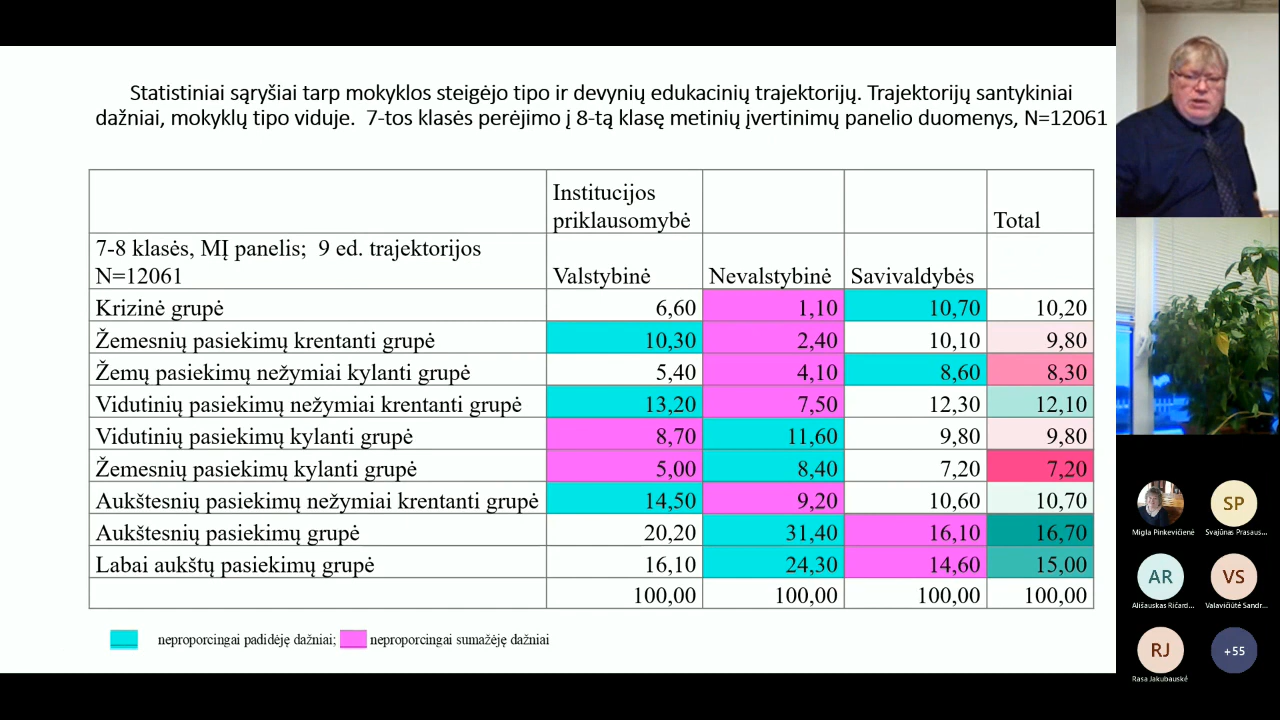 Statistiniai sąryšiai tarp mokyklos steigėjo tipo ir devynių edukacinių trajektorijų. Trajektorijų santykiniai
dažniai, mokyklų tipo viduje. 7-tos klasės perėjimo į 8-tą klasę metinių įvertinimų panelio duomenys, N=12061
Institucijos
priklausomybė
Total
7-8 klasės, MĮ panelis; 9 ed. trajektorijos
N=12061
Valstybinė Nevalstybinė Savivaldybės
Krizinė grupė 6,60 1,10 10,70 10,20
Žemesnių pasiekimų krentanti grupė 10,30 2,40 10,10 9,80
Žemų pasiekimų nežymiai kylanti grupė 5,40 4,10 8,60 8,30
Vidutinių pasiekimų nežymiai krentanti grupė 13,20 7,50 12,30 12,10
Vidutinių pasiekimų kylanti grupė 8,70 11,60 9,80 9,80
Žemesnių pasiekimų kylanti grupė 5,00 8,40 7,20 7,20
Aukštesnių pasiekimų nežymiai krentanti grupė 14,50 9,20 10,60 10,70
Aukštesnių pasiekimų grupė 20,20 31,40 16,10 16,70
Labai aukštų pasiekimų grupė 16,10 24,30 14,60 15,00
100,00 100,00 100,00 100,00
neproporcingai padidėję dažniai; neproporcingai sumažėję dažniai
Migla Pinkevičienė
SP
Svajūnas Prasaus...
AR
Ališauskas Ričard...
VS
Valavičiūtė Sandr...
RJ
Rasa Jakubauskė
+55